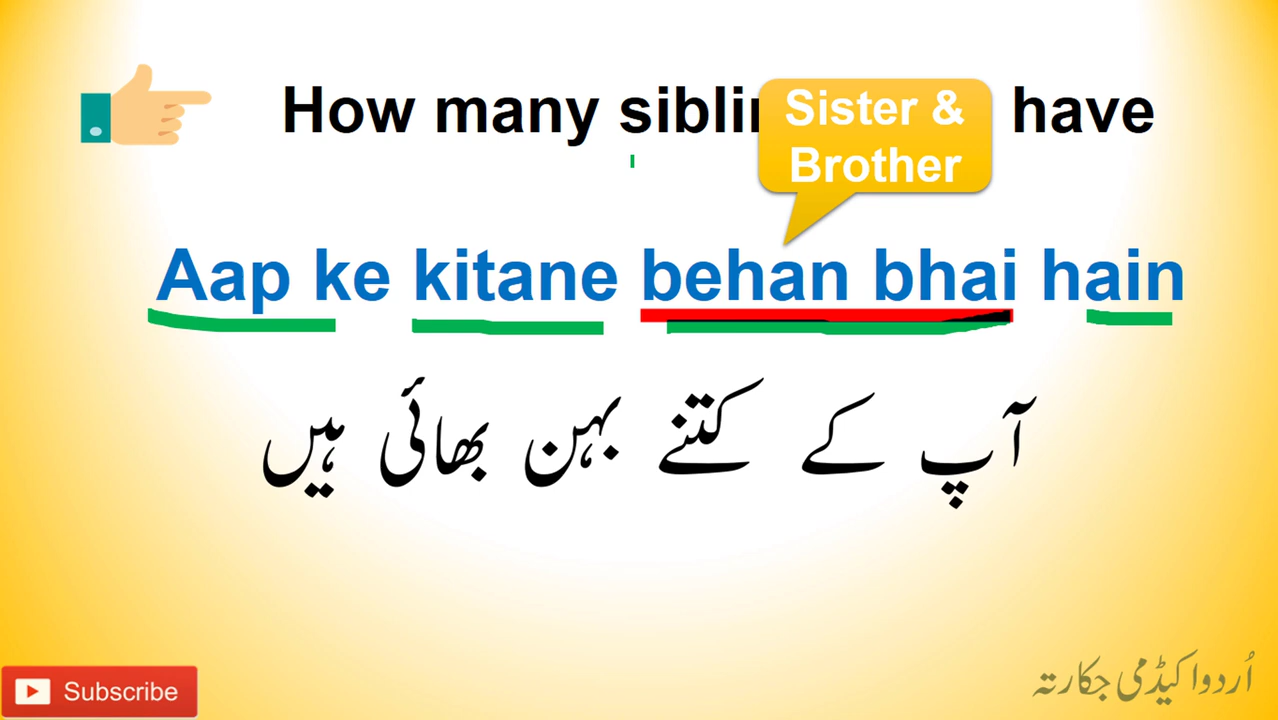 How many siblin have
Sister &
Brother
Aap ke kitane behan bhai hain
آپ کے کتنے بہن بھائی ہیں
Subscribe
اُردو اکیڈمی جکارتہ